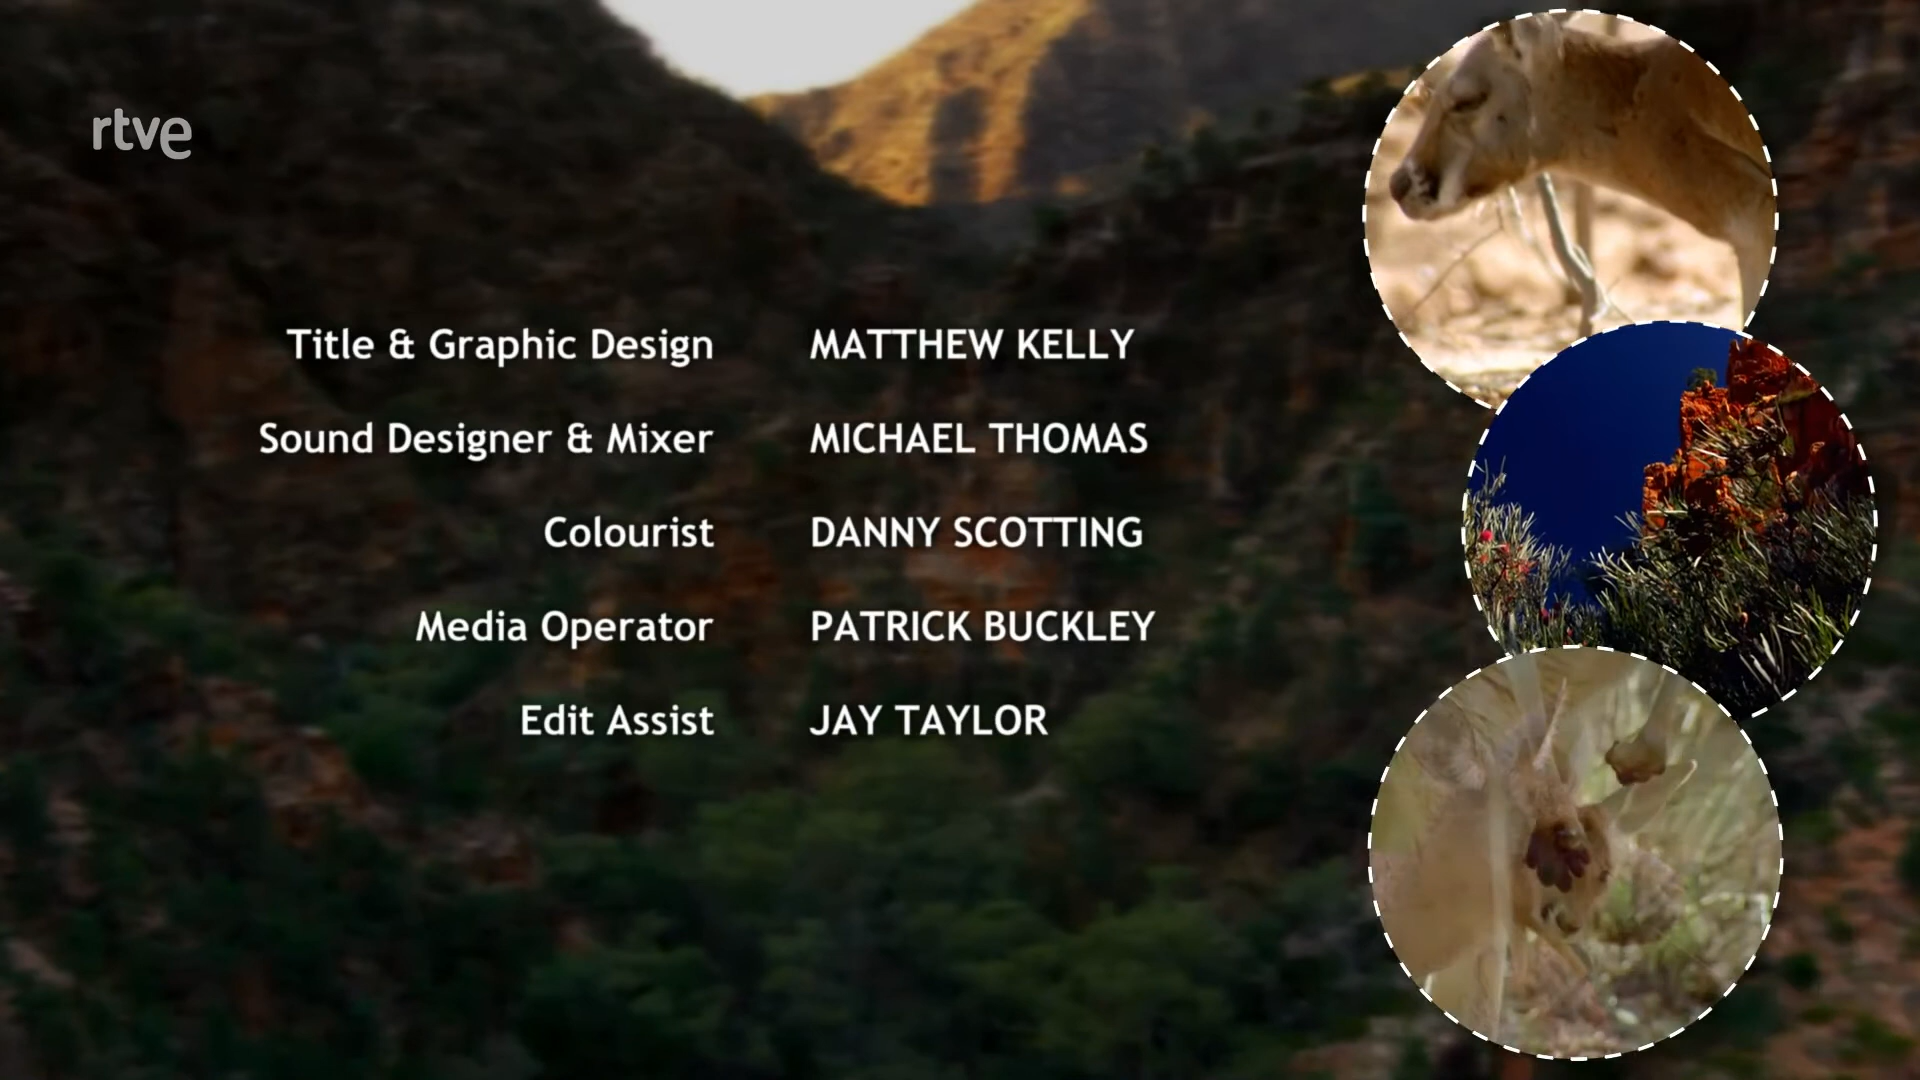 rtve
Title & Graphic Design MATTHEW KELLY
Sound Designer & Mixer MICHAEL THOMAS
Colourist DANNY SCOTTING
Media Operator PATRICK BUCKLEY
Edit Assist JAY TAYLOR